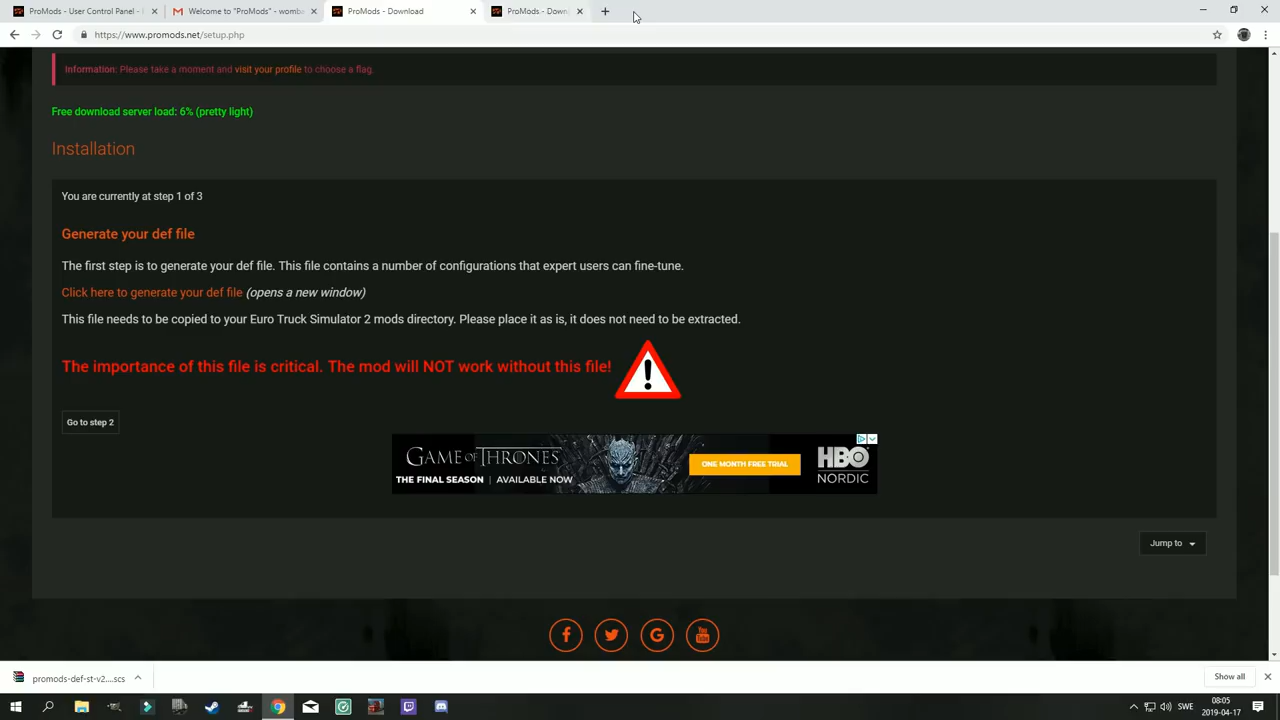 ProMods - User Control Panel -
Welcome to "ProMods" - womb
ProMods - Download
ProMods - Down
https://www.promods.net/setup.php
Information: Please take a moment and visit your profile to choose a flag.
Free download server load: 6% (pretty light)
Installation
You are currently at step 1 of 3
Generate your def file
The first step is to generate your def file. This file contains a number of configurations that expert users can fine-tune.
Click here to generate your def file (opens a new window)
This file needs to be copied to your Euro Truck Simulator 2 mods directory. Please place it as is, it does not need to be extracted.
The importance of this file is critical. The mod will NOT work without this file!
Go to step 2
GAME OF THRONES
THE FINAL SEASON | AVAILABLE NOW
ONE MONTH FREE TRIAL
HBO
NORDIC
Jump to
You Tube
promods-def-st-v2....scs
Show all
SWE
08:05
2019-04-17